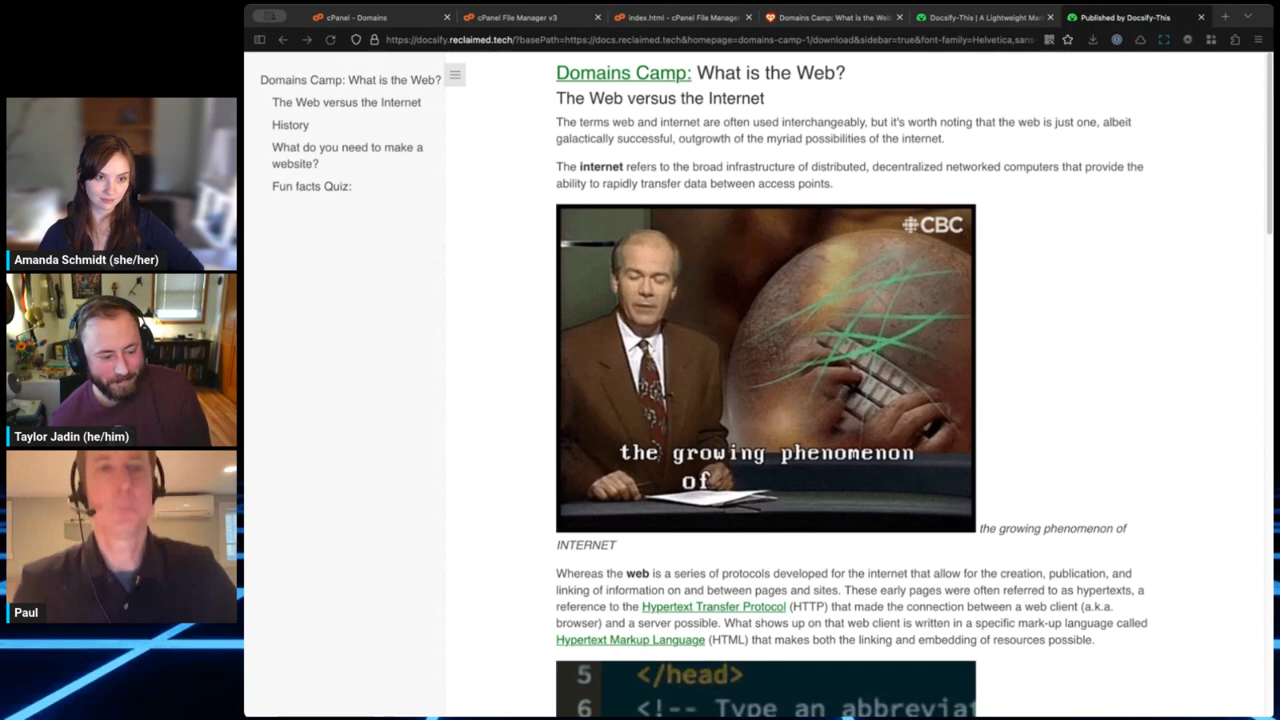 cPanel - Domains
cPanel File Manager v3
index.html - cPanel File Manager
Domains Camp: What is the Web
Docsify-This | A Lightweight Mar
Published by Docsify-This
https://docsify.reclaimed.tech/?basePath=https://docs.reclaimed.tech&homepage=domains-camp-1/download&sidebar=true&font-family=Helvetica,sans
Domains Camp: What is the Web?
The Web versus the Internet
History
What do you need to make a
website?
Fun facts Quiz:
Domains Camp: What is the Web?
The Web versus the Internet
The terms web and internet are often used interchangeably, but it's worth noting that the web is just one, albeit
galactically successful, outgrowth of the myriad possibilities of the internet.
The internet refers to the broad infrastructure of distributed, decentralized networked computers that provide the
ability to rapidly transfer data between access points.
CBC
the growing phenomenon
of
the growing phenomenon of
INTERNET
Whereas the web is a series of protocols developed for the internet that allow for the creation, publication, and
linking of information on and between pages and sites. These early pages were often referred to as hypertexts, a
reference to the Hypertext Transfer Protocol (HTTP) that made the connection between a web client (a.k.a.
browser) and a server possible. What shows up on that web client is written in a specific mark-up language called
Hypertext Markup Language (HTML) that makes both the linking and embedding of resources possible.
5 </head>
6 <!-- Type an abbreviat
Amanda Schmidt (she/her)
Taylor Jadin (he/him)
Paul